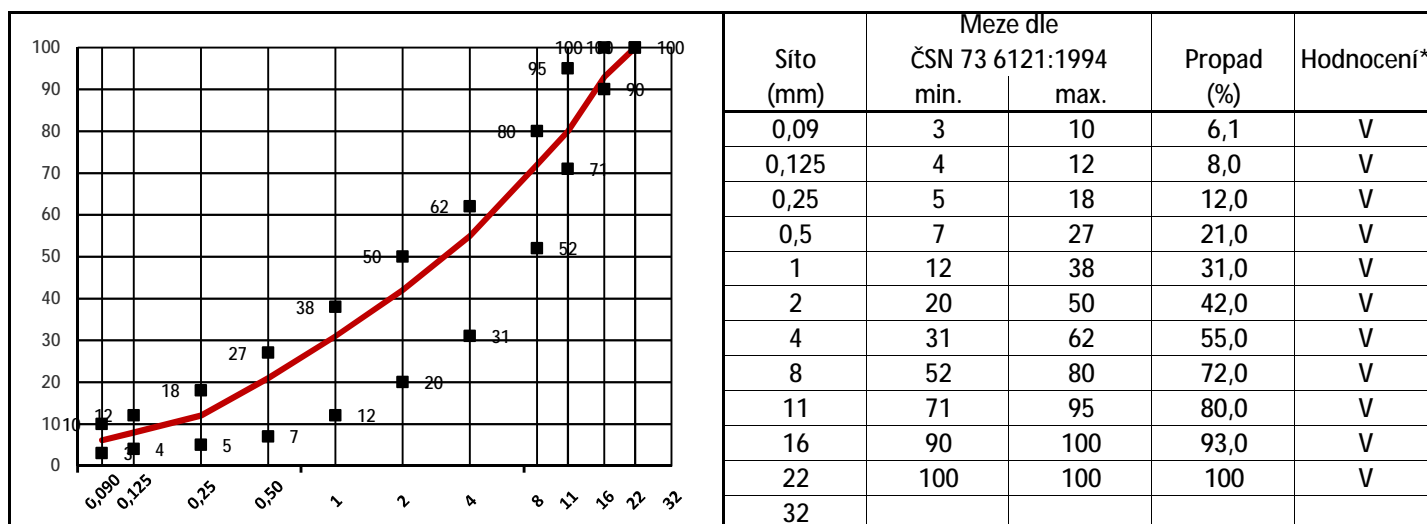 100 100 100 100
90 95 90
80 80
70 71
60 62
50 50 52
40 38
30 27 31
20 18 20
10 10 12 12
0 3 4 5 7
0,090 0,125 0,25 0,50 1 2 4 8 11 16 22 32
Meze dle
Síto ČSN 73 6121:1994 Propad Hodnocení*
(mm) min. max. (%)
0,09 3 10 6,1 V
0,125 4 12 8,0 V
0,25 5 18 12,0 V
0,5 7 27 21,0 V
1 12 38 31,0 V
2 20 50 42,0 V
4 31 62 55,0 V
8 52 80 72,0 V
11 71 95 80,0 V
16 90 100 93,0 V
22 100 100 100 V
32